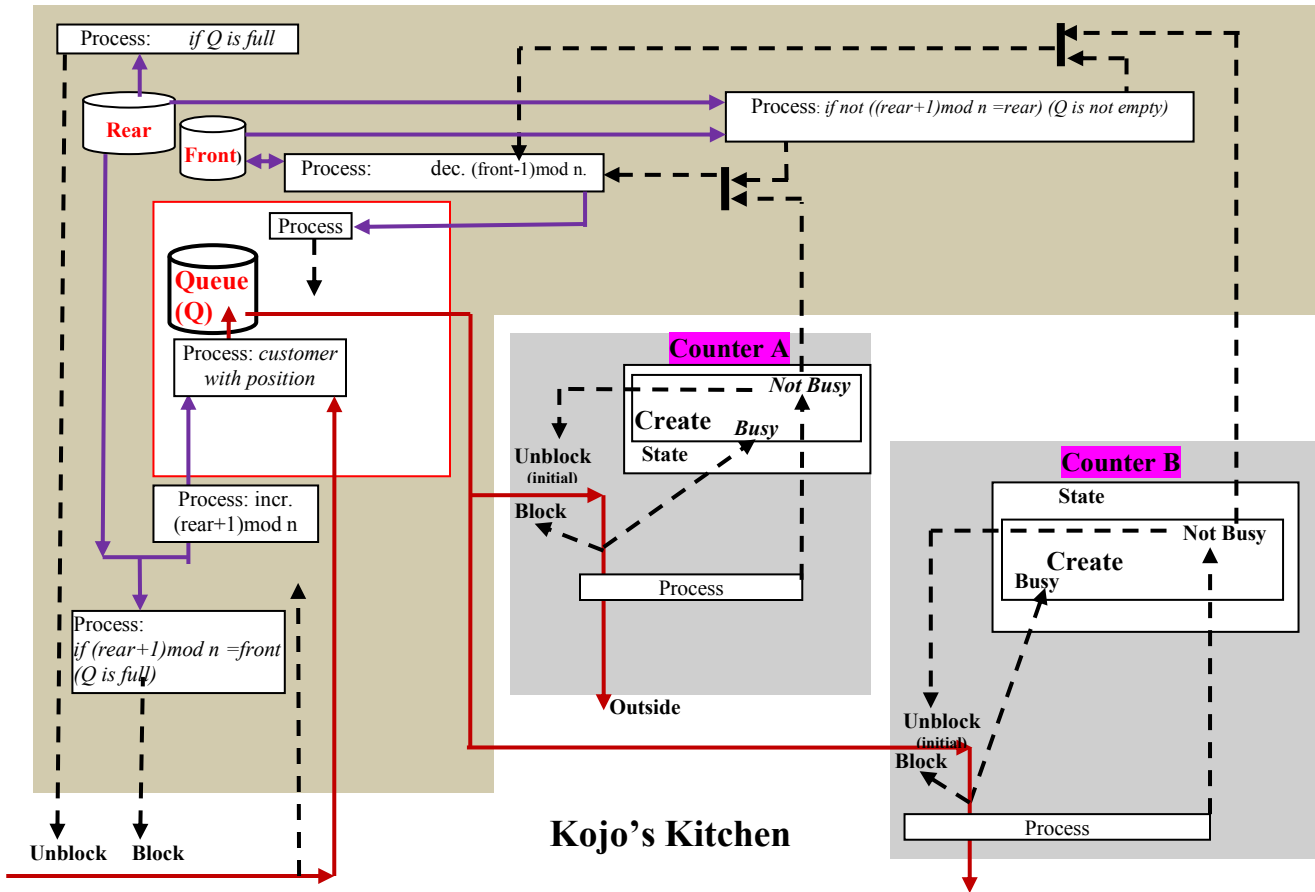 Process: if Q is full
Rear
Process: if not ((rear+1)mod n =rear) (Q is not empty)
Front)
Process: dec. (front-1)mod n.
Process
Queue
(Q)
Process: customer
with position
Process: incr.
(rear+1)mod n
Process:
if (rear+1)mod n =front
(Q is full)
Unblock
Block
Counter A
Not Busy
Create
Busy
State
Unblock
(initial)
Block
Process
Outside
Counter B
State
Not Busy
Create
Busy
Unblock
(initial)
Block
Process
Kojo’s Kitchen